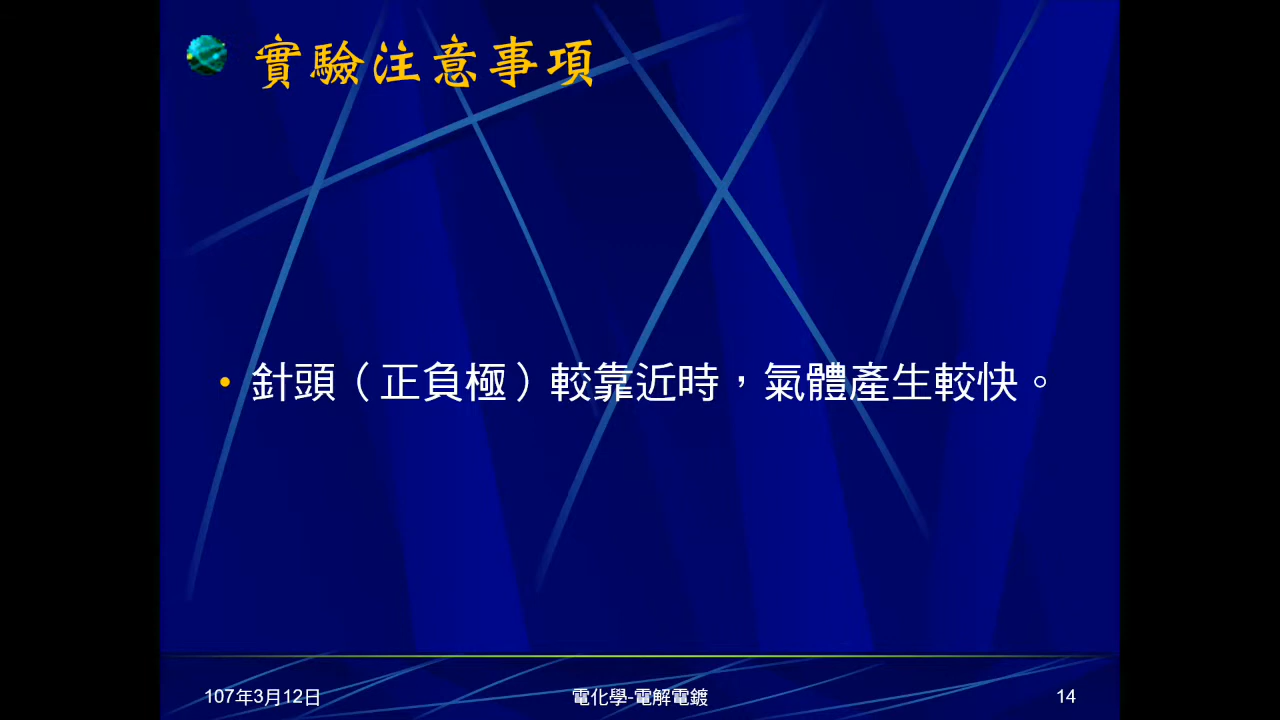 實驗注意事項
•針頭（正負極）較靠近時，氣體產生較快。
107年3月12日
電化學-電解電鍍
14